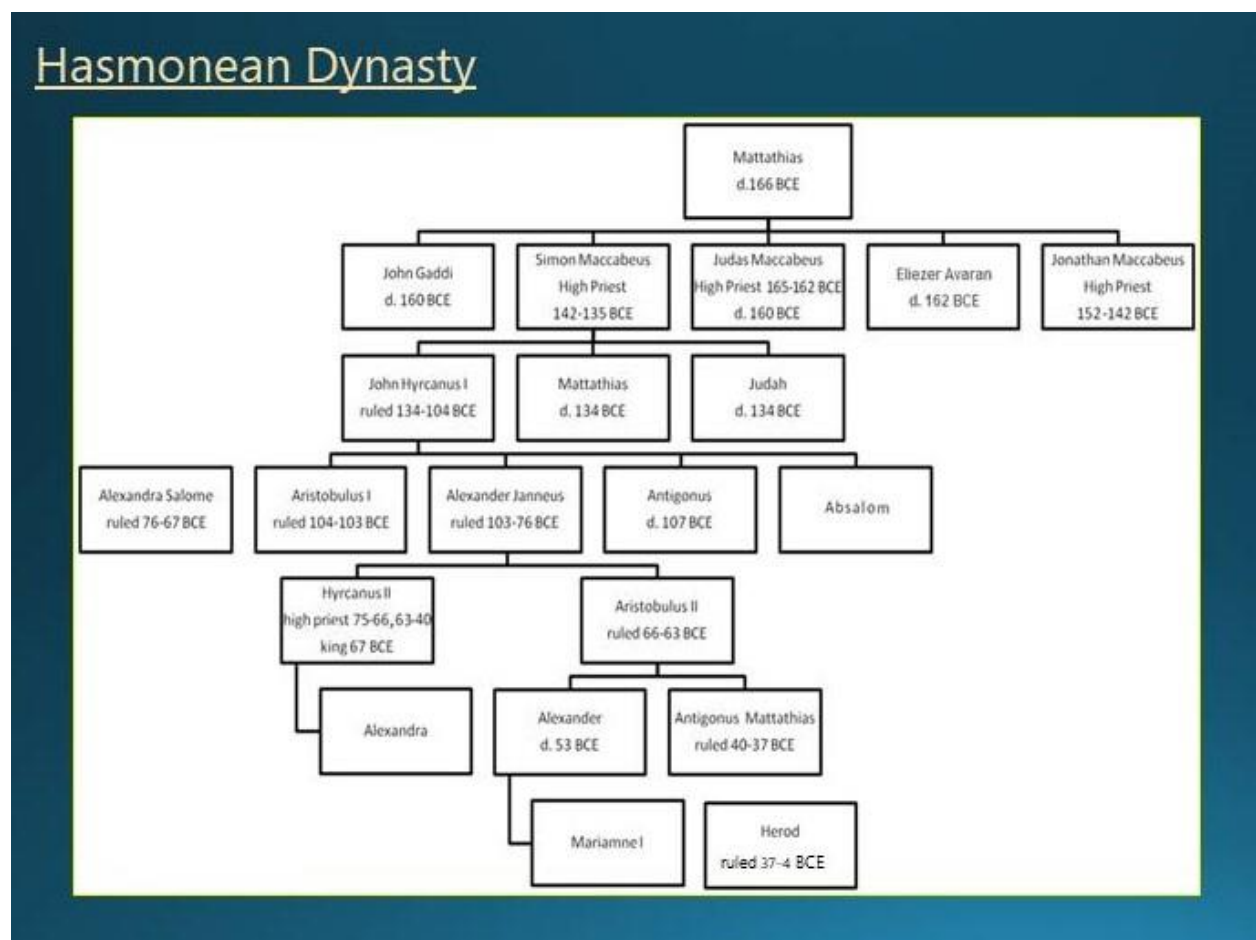 Hasmonean Dynasty
Mattathias
d.166 BCE
John Gaddi
d. 160 BCE
Simon Maccabeus
High Priest
142-135 BCE
Judas Maccabeus
High Priest 165-162 BCE
d. 160 BCE
Eliezer Avaran
d. 162 BCE
Jonathan Maccabeus
High Priest
152-142 BCE
John Hyrcanus I
ruled 134-104 BCE
Mattathias
d. 134 BCE
Judah
d. 134 BCE
Alexandra Salome
ruled 76-67 BCE
Aristobulus I
ruled 104-103 BCE
Alexander Janneus
ruled 103-76 BCE
Antigonus
d. 107 BCE
Absalom
Hyrcanus II
high priest 75-66, 63-40
king 67 BCE
Aristobulus II
ruled 66-63 BCE
Alexandra
Alexander
d. 53 BCE
Antigonus Mattathias
ruled 40-37 BCE
Mariamne I
Herod
ruled 37-4 BCE